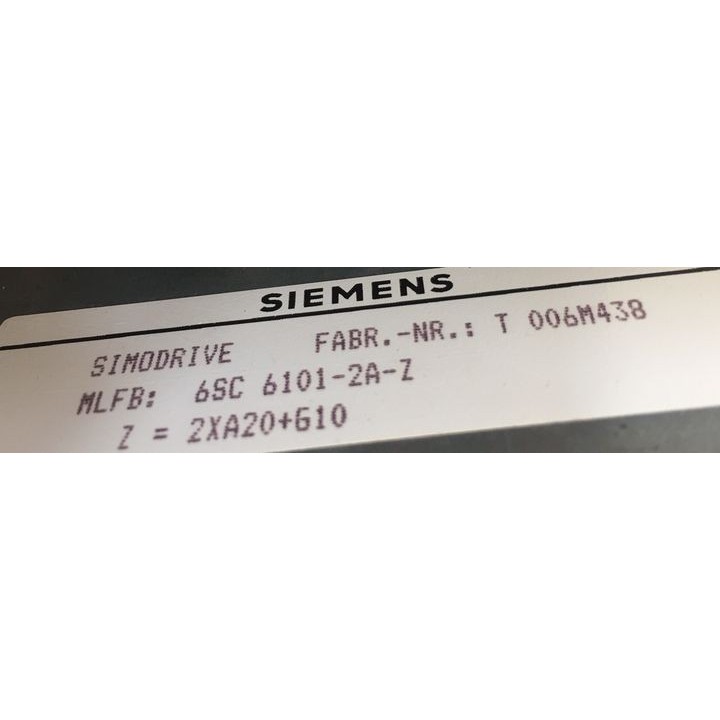 SIEMENS
SIMODRIVE FABR.-NR.: T 006M438
MLFB: 6SC 6101-2A-Z
Z = 2XA20+G10